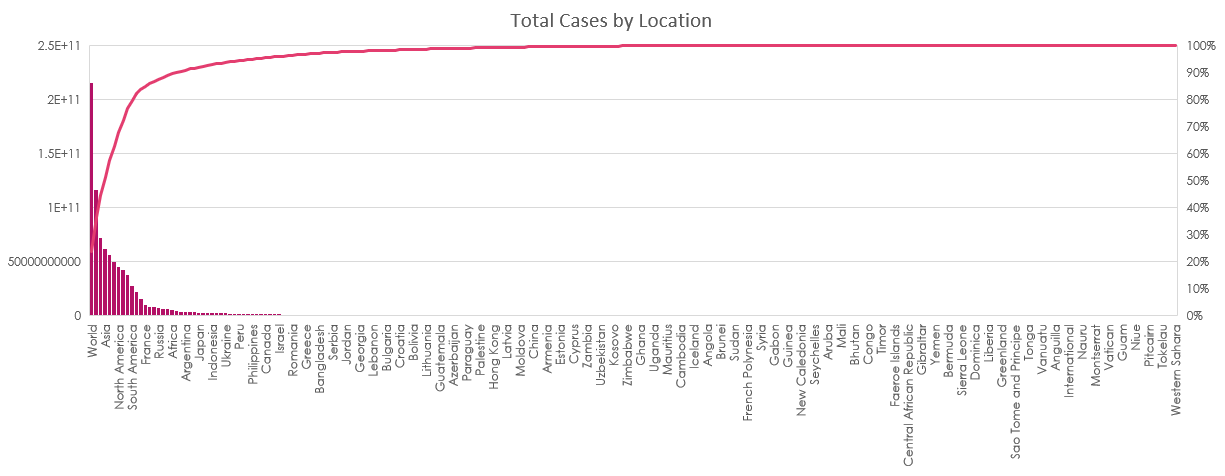 Total Cases by Location
2.5E+11
2E+11
1.5E+11
1E+11
50000000000
0
100%
90%
80%
70%
60%
50%
40%
30%
20%
10%
0%
World
Asia
North America
South America
France
Russia
Africa
Argentina
Japan
Indonesia
Ukraine
Peru
Philippines
Canada
Israel
Romania
Greece
Bangladesh
Serbia
Jordan
Georgia
Lebanon
Bulgaria
Croatia
Bolivia
Lithuania
Guatemala
Azerbaijan
Paraguay
Palestine
Hong Kong
Latvia
Moldova
China
Armenia
Estonia
Cyprus
Zambia
Uzbekistan
Kosovo
Zimbabwe
Ghana
Uganda
Mauritius
Cambodia
Iceland
Angola
Brunei
Sudan
French Polynesia
Syria
Gabon
Guinea
New Caledonia
Seychelles
Aruba
Mali
Bhutan
Congo
Timor
Faeroe Islands
Central African Republic
Gibraltar
Yemen
Bermuda
Sierra Leone
Dominica
Liberia
Greenland
Sao Tome and Principe
Tonga
Vanuatu
Anguilla
International
Nauru
Montserrat
Vatican
Guam
Niue
Pitcairn
Tokelau
Western Sahara